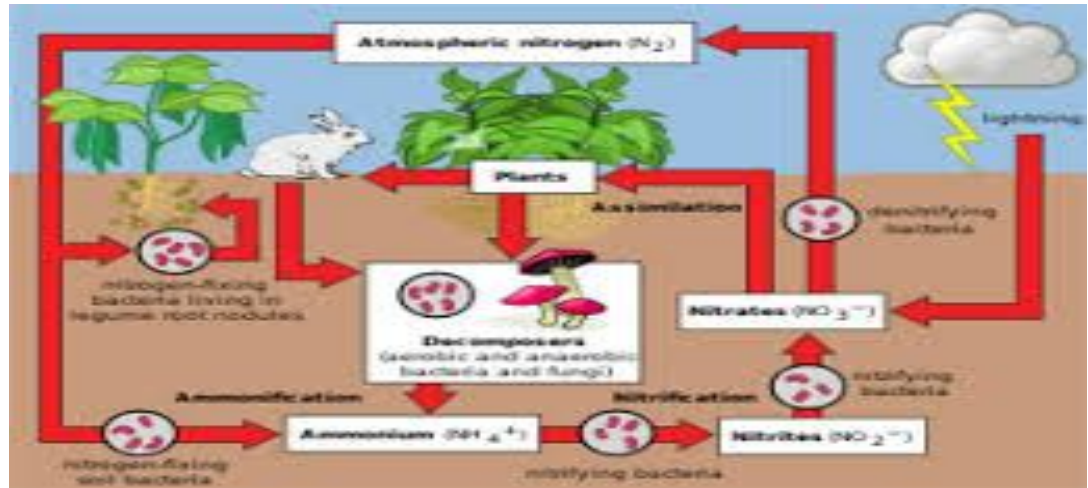 Atmospheric nitrogen (N₂)
lightning
Plants
Assimilation
denitrifying
bacteria
nitrogen-fixing
bacteria living in
legume root nodules
Nitrates (NO₃⁻)
Decomposers
(aerobic and anaerobic
bacteria and fungi)
nitrifying
bacteria
Ammonification
Nitrification
Ammonium (NH₄⁺)
Nitrites (NO₂⁻)
nitrogen-fixing
soil bacteria
nitrifying bacteria